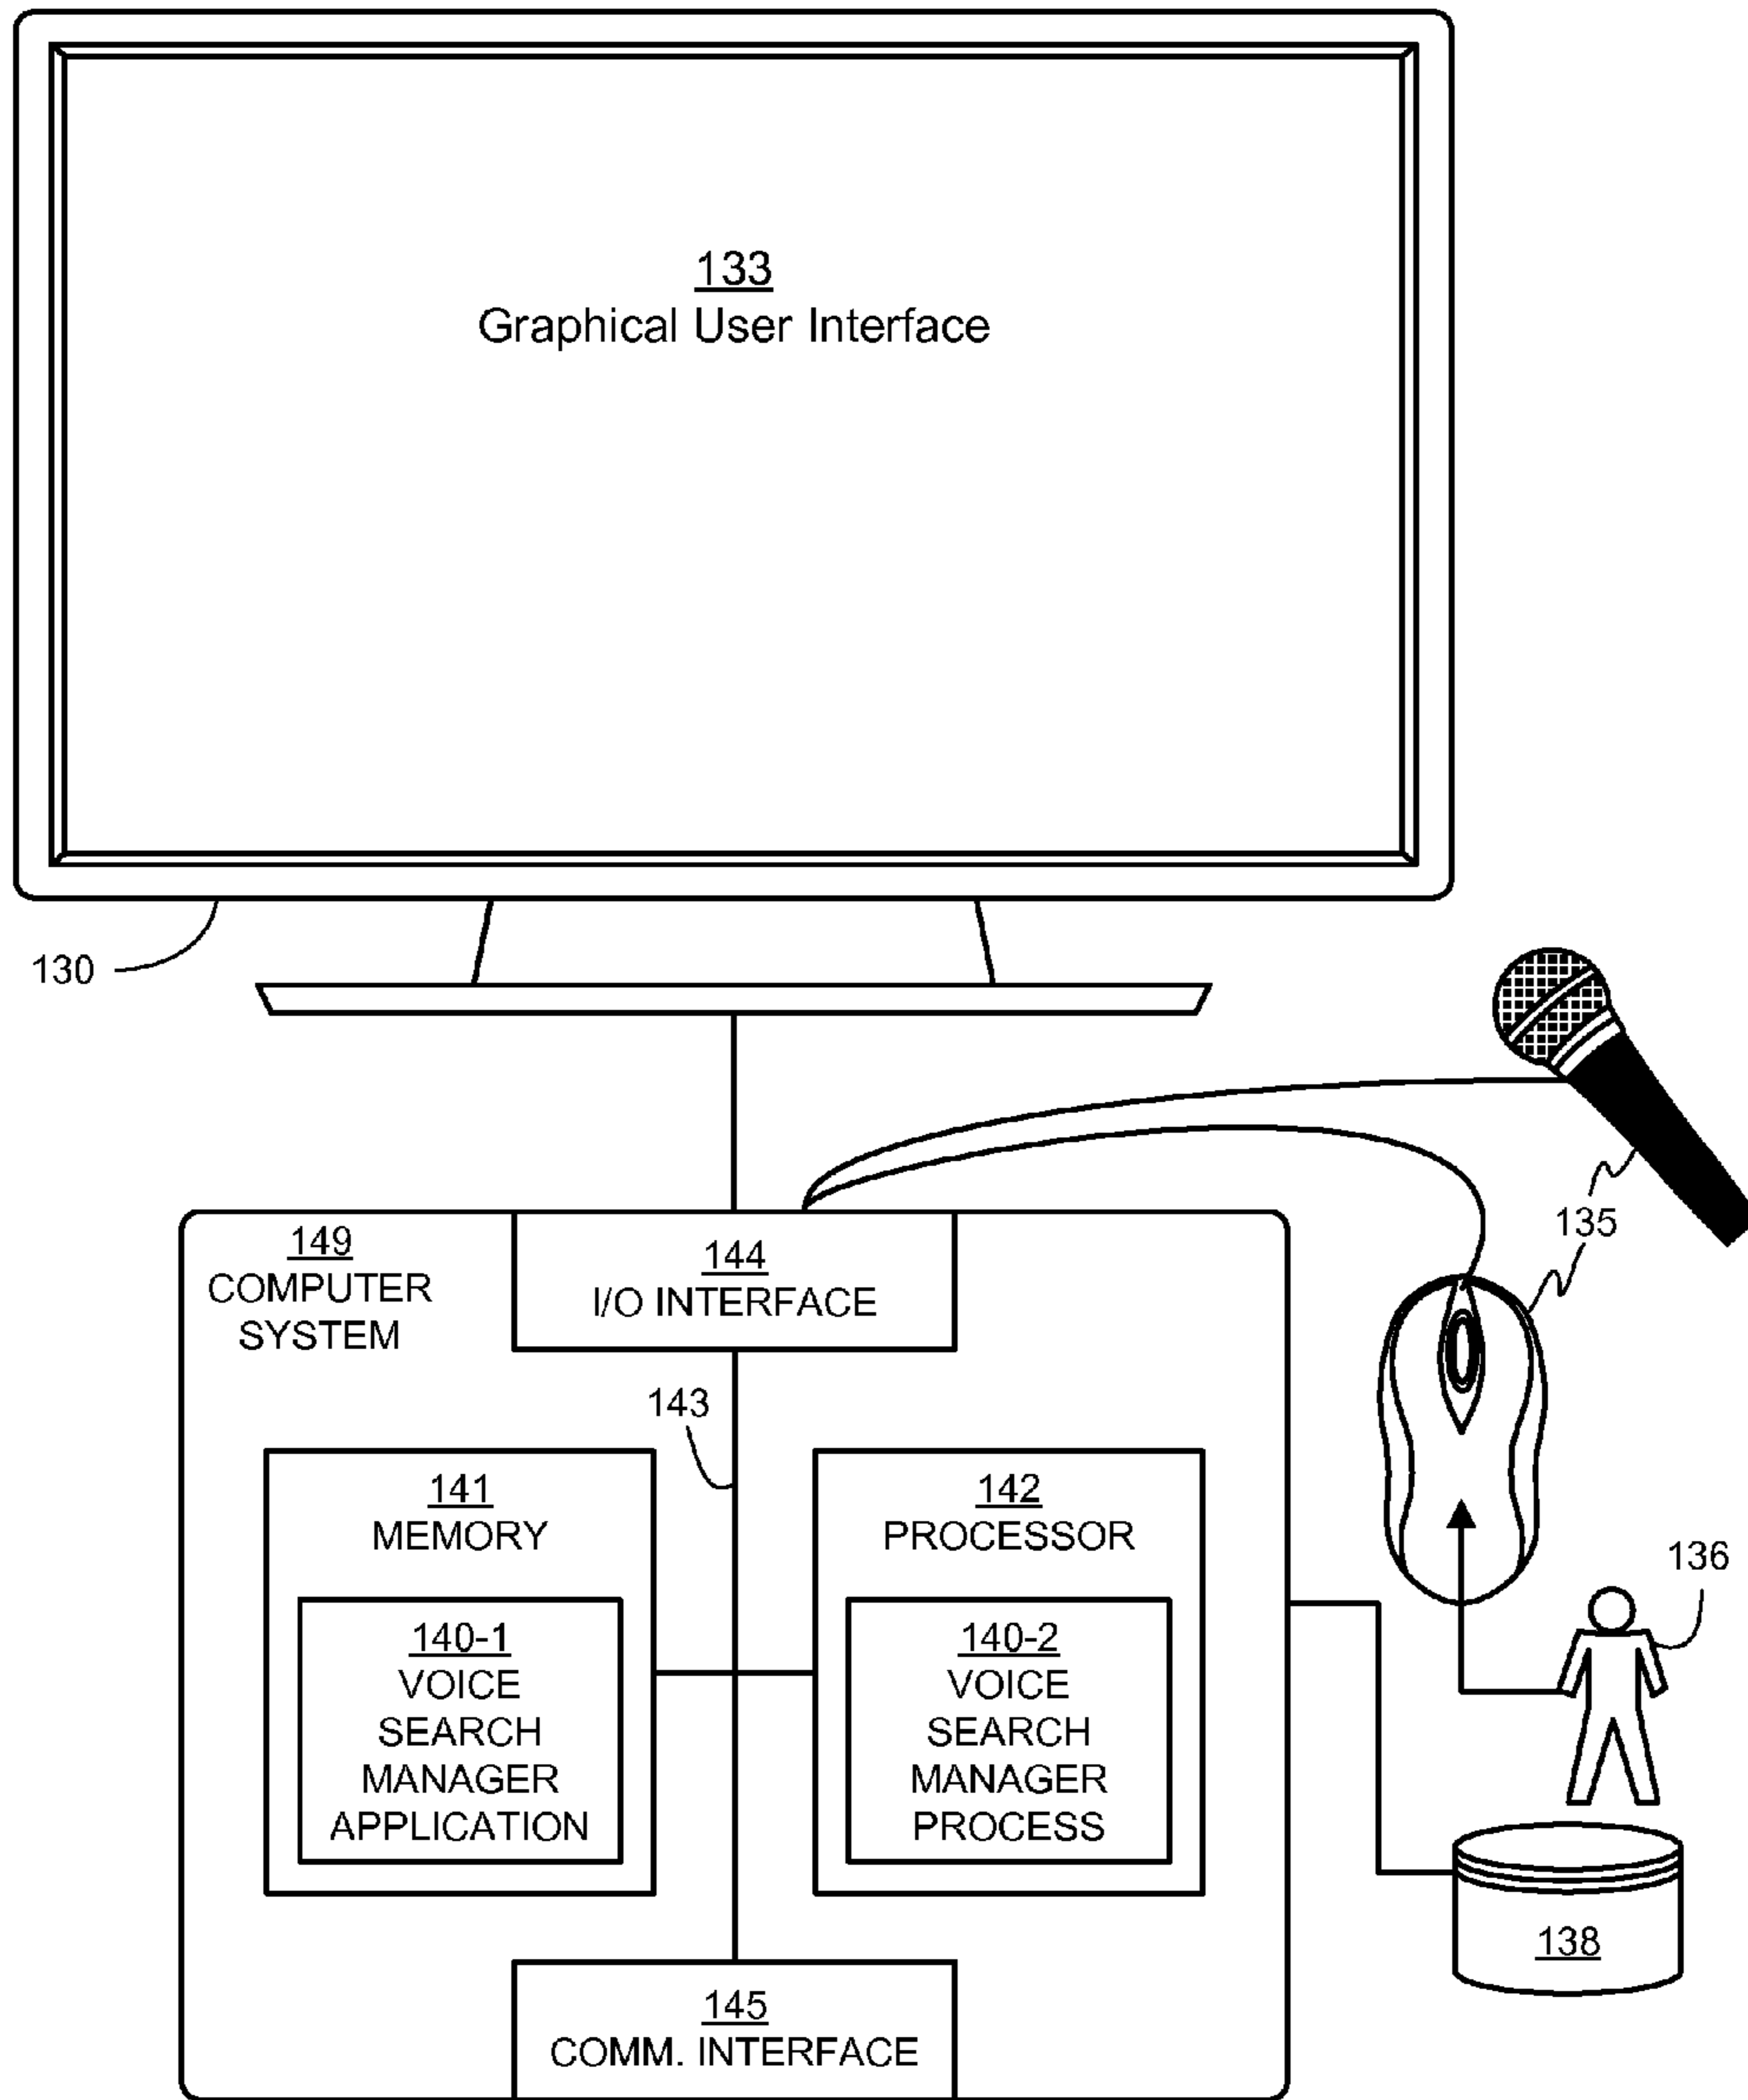 133
Graphical User Interface
130
135
149
COMPUTER
SYSTEM
144
I/O INTERFACE
143
141
MEMORY
142
PROCESSOR
136
140-1
VOICE
SEARCH
MANAGER
APPLICATION
140-2
VOICE
SEARCH
MANAGER
PROCESS
138
145
COMM. INTERFACE